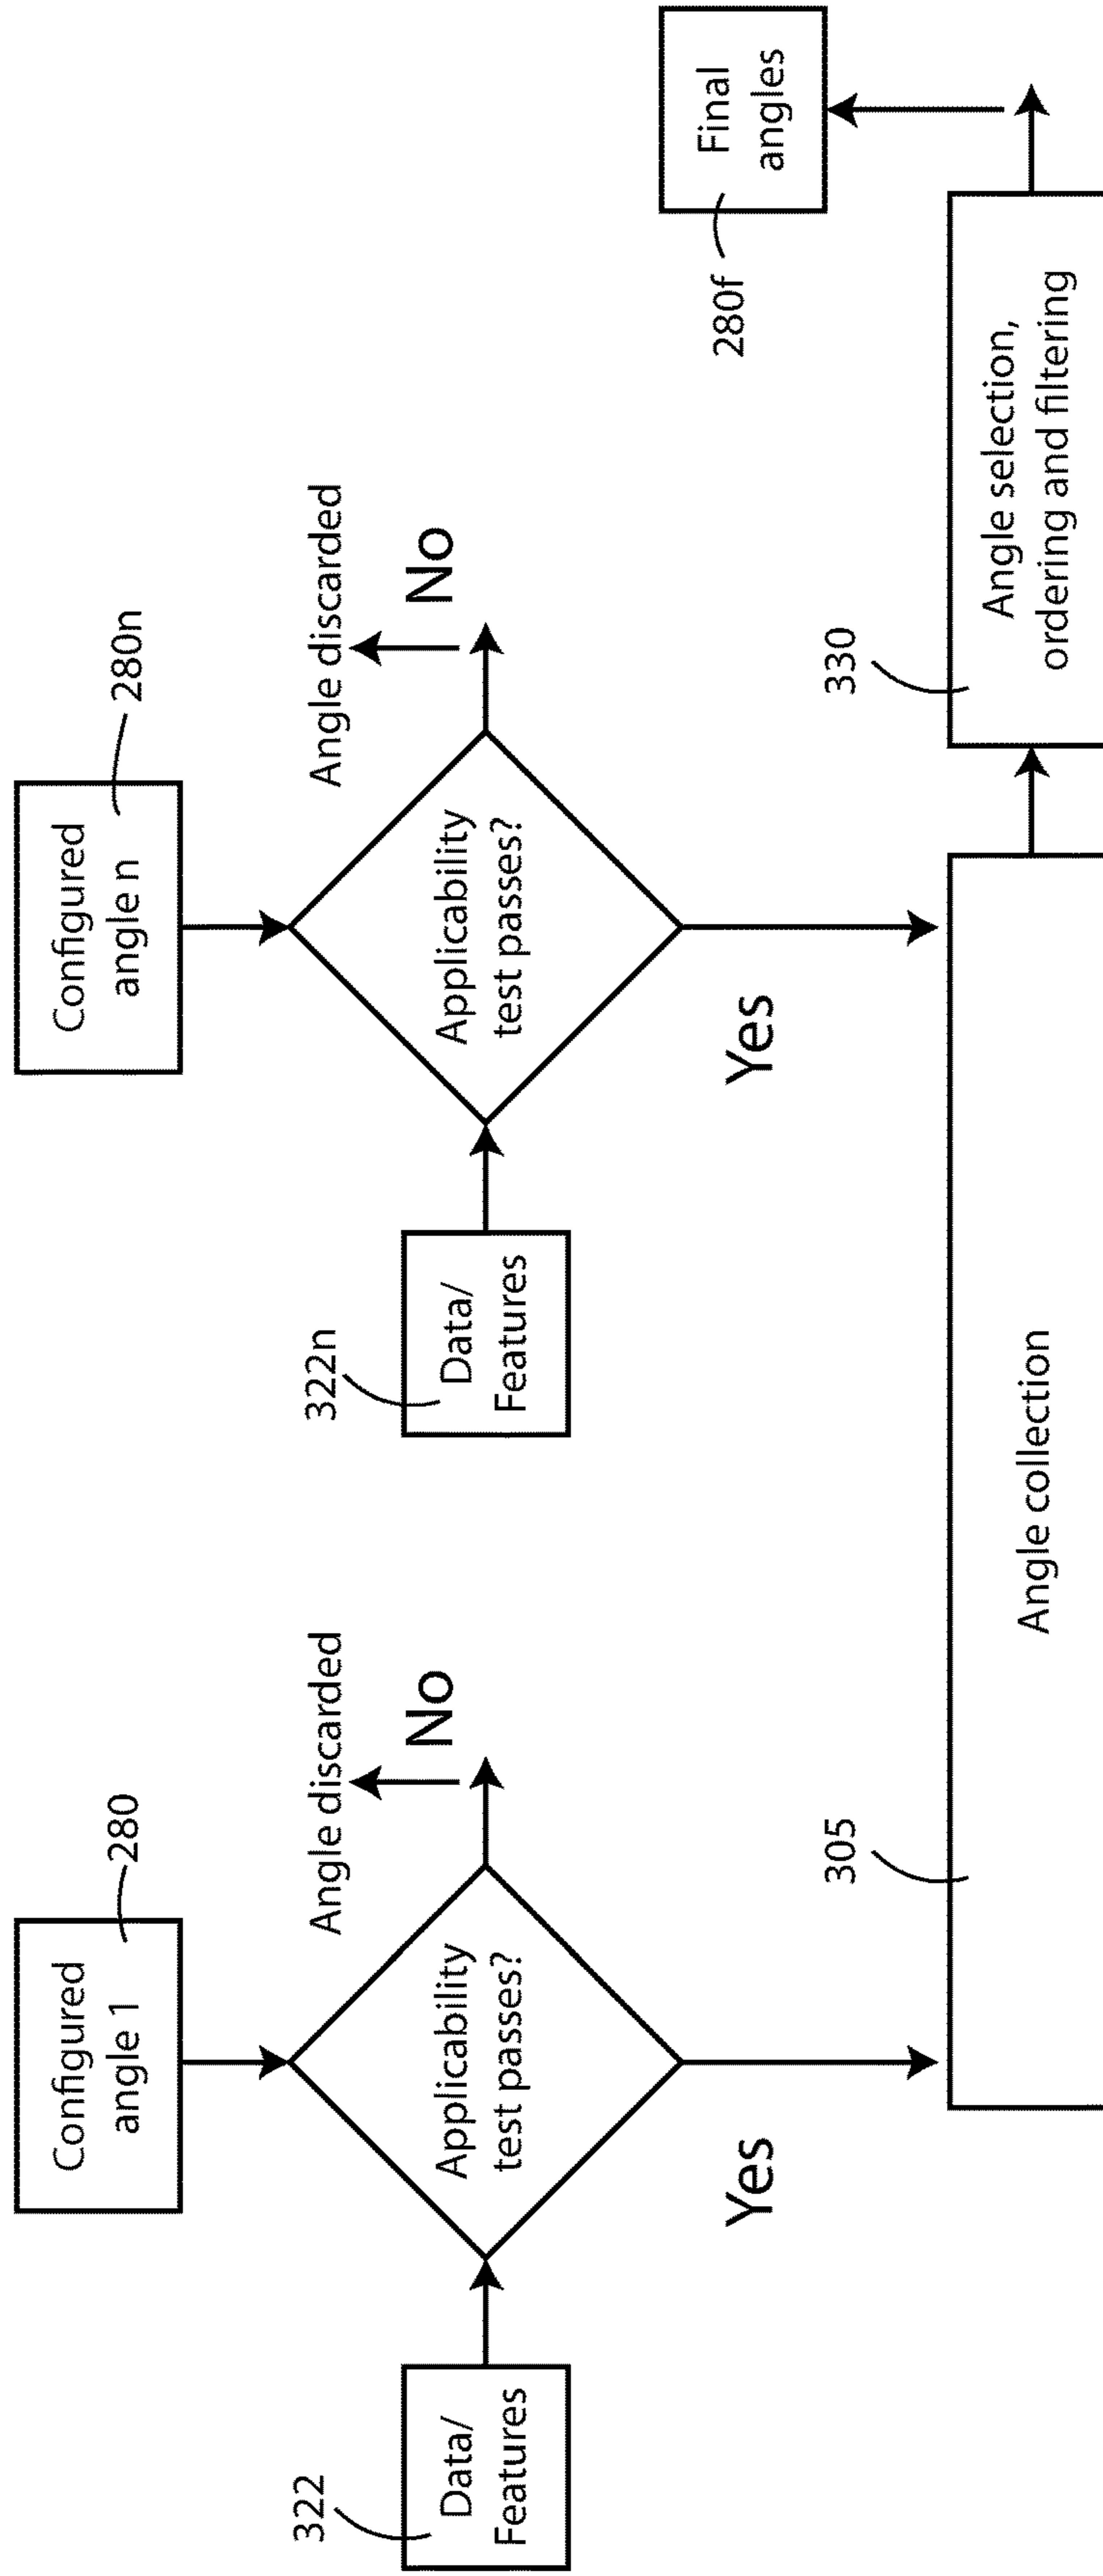 Configured
angle 1
280
Data/
Features
322
Applicability
test passes?
Angle discarded
No
Yes
Configured
angle n
280n
Data/
Features
322n
Applicability
test passes?
Angle discarded
No
Yes
305
Angle collection
330
Angle selection,
ordering and filtering
Final
angles
280f